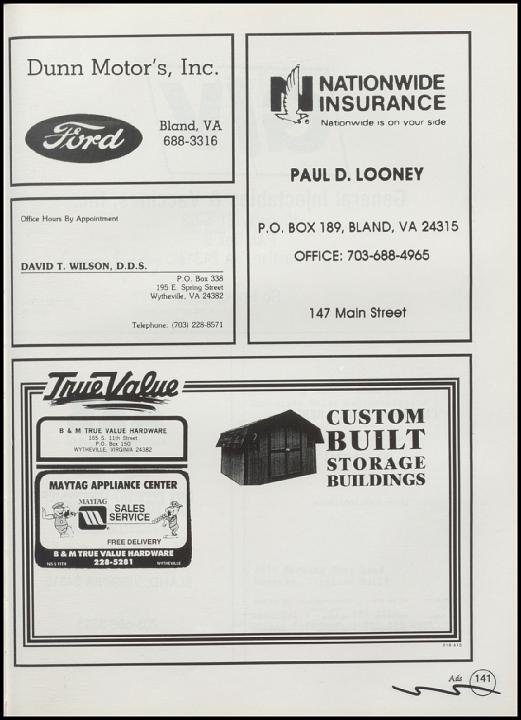 Dunn Motor's, Inc.
Ford
Bland, VA
688-3316
NATIONWIDE
INSURANCE
Nationwide is on your side
PAUL D. LOONEY
P.O. BOX 189, BLAND, VA 24315
OFFICE: 703-688-4965
147 Main Street
Office Hours By Appointment
DAVID T. WILSON, D.D.S.
P.O. Box 338
195 E. Spring Street
Wytheville, VA 24382
Telephone: (703) 228-8571
True Value
B & M TRUE VALUE HARDWARE
165 S. 11th Street
P.O. Box 150
WYTHEVILLE, VIRGINIA 24382
MAYTAG APPLIANCE CENTER
MAYTAG
SALES
SERVICE
FREE DELIVERY
B & M TRUE VALUE HARDWARE
165 S 11TH
228-5281
WYTHEVILLE
CUSTOM
BUILT
STORAGE
BUILDINGS
Ads 141